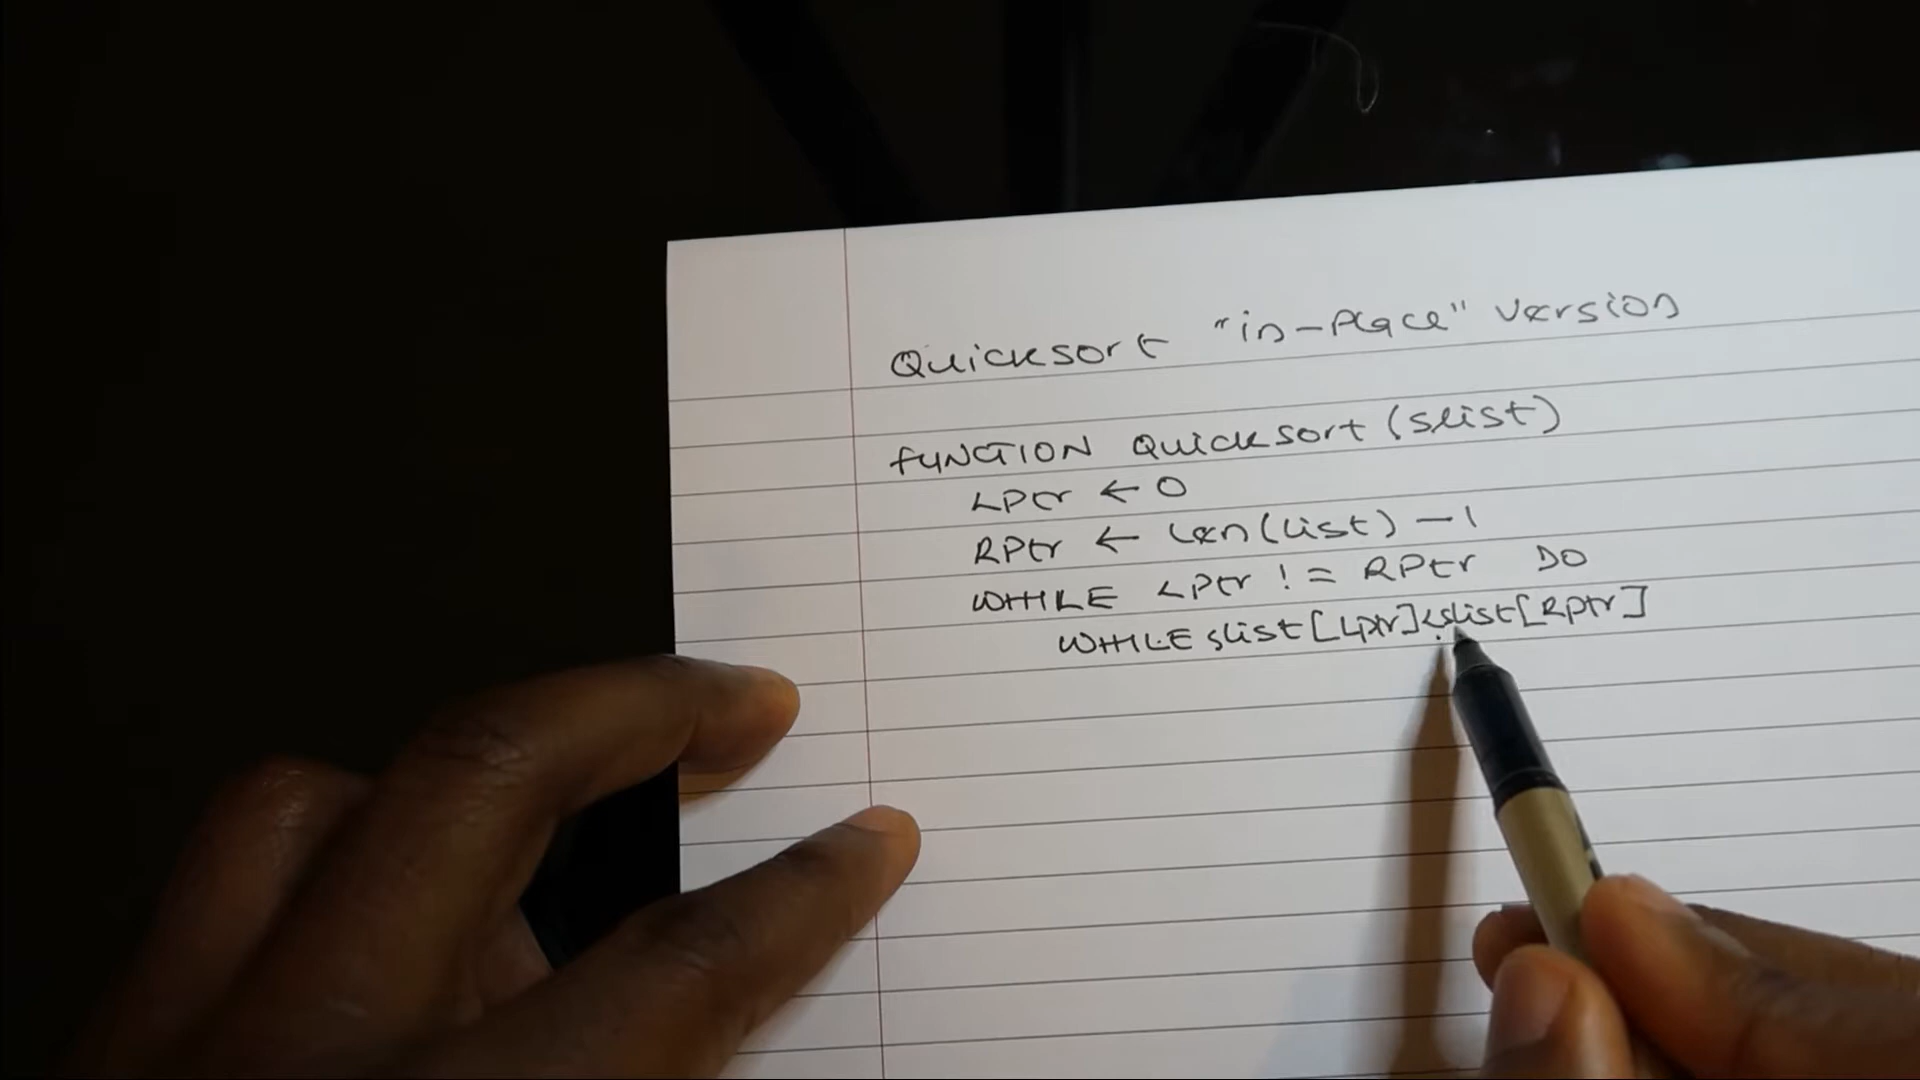 Quicksort "in-place" version
FUNCTION Quicksort (slist)
LPtr ← 0
RPtr ← len(list) - 1
WHILE LPtr != RPtr DO
WHILE slist[LPtr]<slist[RPtr]